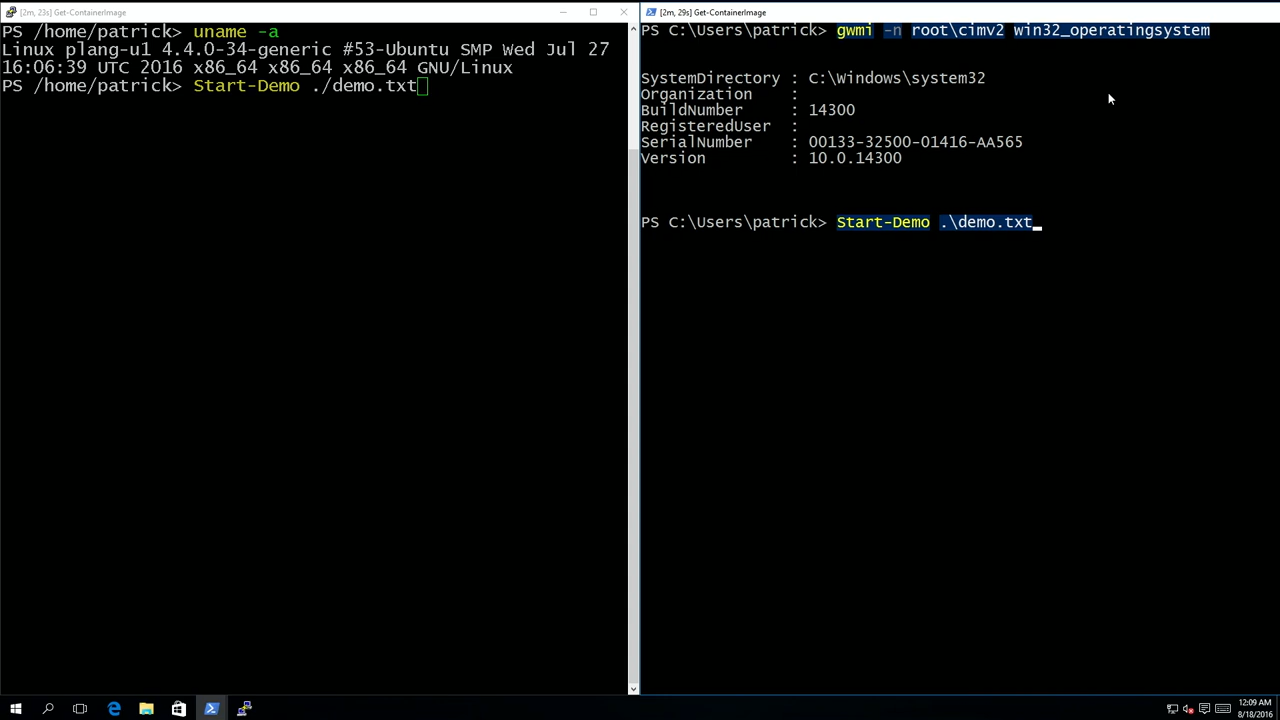 [2m, 23s] Get-ContainerImage
PS /home/patrick> uname -a
Linux plang-u1 4.4.0-34-generic #53-Ubuntu SMP Wed Jul 27
16:06:39 UTC 2016 x86_64 x86_64 x86_64 GNU/Linux
PS /home/patrick> Start-Demo ./demo.txt
[2m, 29s] Get-ContainerImage
PS C:\Users\patrick> gwmi -n root\cimv2 win32_operatingsystem
SystemDirectory : C:\Windows\system32
Organization :
BuildNumber : 14300
RegisteredUser :
SerialNumber : 00133-32500-01416-AA565
Version : 10.0.14300
PS C:\Users\patrick> Start-Demo .\demo.txt
12:09 AM
8/18/2016